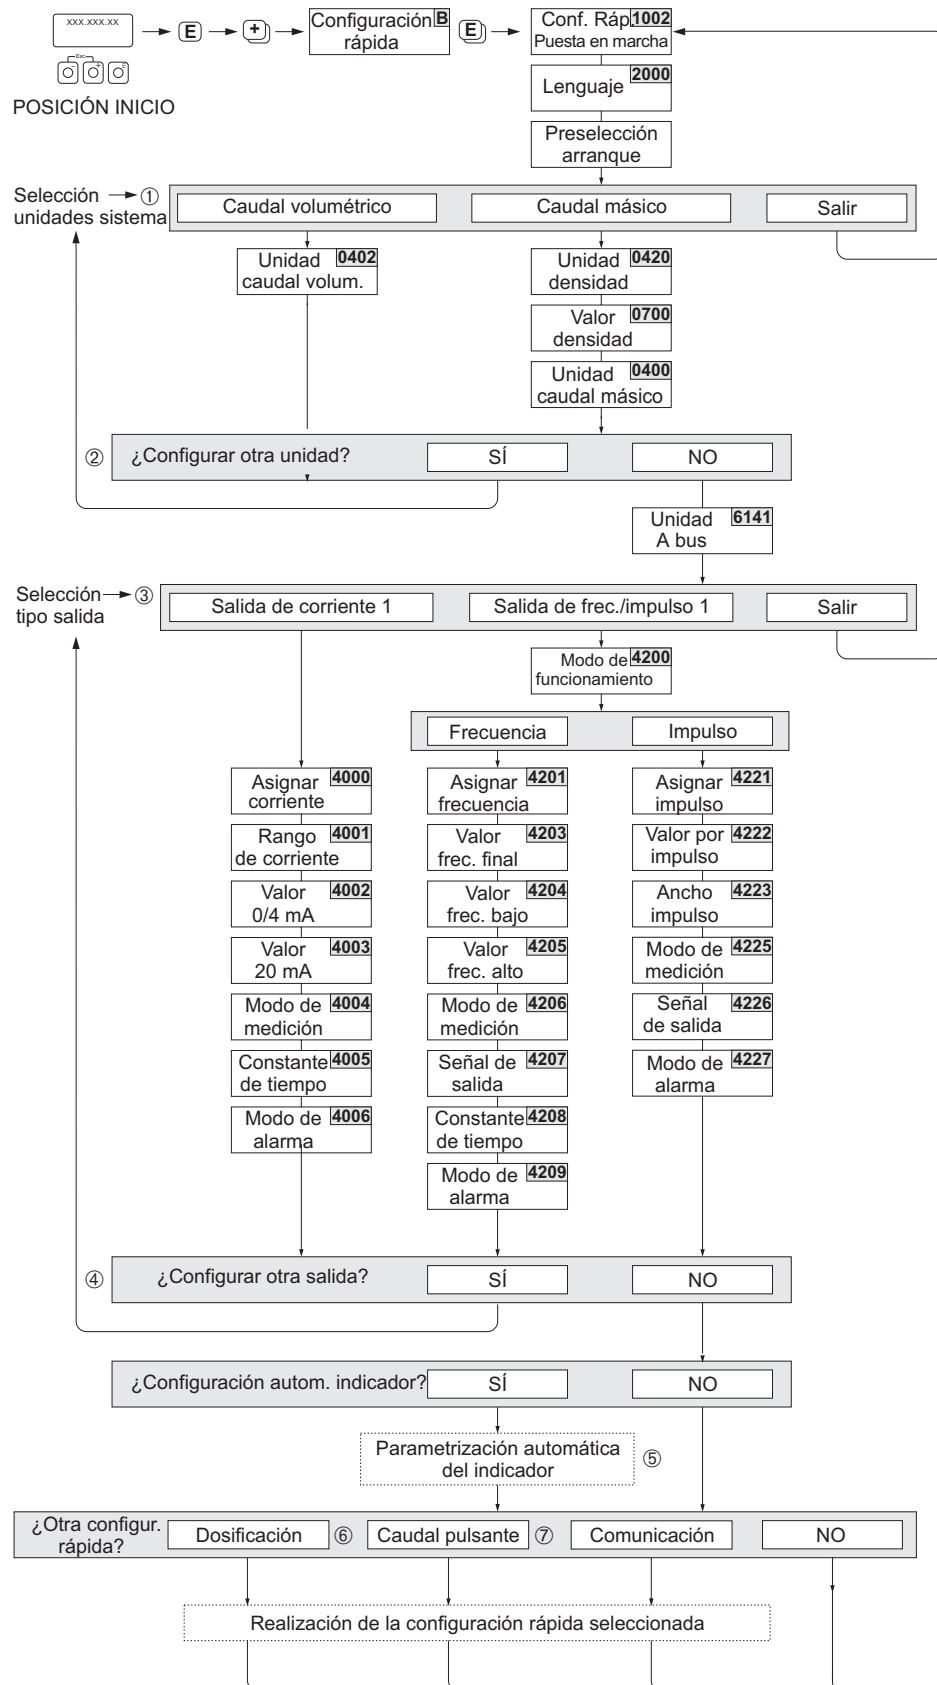 xxx.xxx.xx
Esc
- + E
POSICIÓN INICIO
E
+
Configuración B
rápida
E
Conf. Ráp. 1002
Puesta en marcha
Lenguaje 2000
Preselección
arranque
Selección ①
unidades sistema
Caudal volumétrico
Caudal másico
Salir
Unidad 0402
caudal volum.
Unidad 0420
densidad
Valor 0700
densidad
Unidad 0400
caudal másico
② ¿Configurar otra unidad?
SÍ
NO
Unidad 6141
A bus
Selección ③
tipo salida
Salida de corriente 1
Salida de frec./impulso 1
Salir
Modo de 4200
funcionamiento
Frecuencia
Impulso
Asignar 4000
corriente
Rango 4001
de corriente
Valor 4002
0/4 mA
Valor 4003
20 mA
Modo de 4004
medición
Constante 4005
de tiempo
Modo de 4006
alarma
Asignar 4201
frecuencia
Valor 4203
frec. final
Valor 4204
frec. bajo
Valor 4205
frec. alto
Modo de 4206
medición
Señal de 4207
salida
Constante 4208
de tiempo
Modo de 4209
alarma
Asignar 4221
impulso
Valor por 4222
impulso
Ancho 4223
impulso
Modo de 4225
medición
Señal 4226
de salida
Modo de 4227
alarma
④ ¿Configurar otra salida?
SÍ
NO
¿Configuración autom. indicador?
SÍ
NO
Parametrización automática
del indicador
⑤
¿Otra configur.
rápida?
Dosificación ⑥
Caudal pulsante ⑦
Comunicación
NO
Realización de la configuración rápida seleccionada